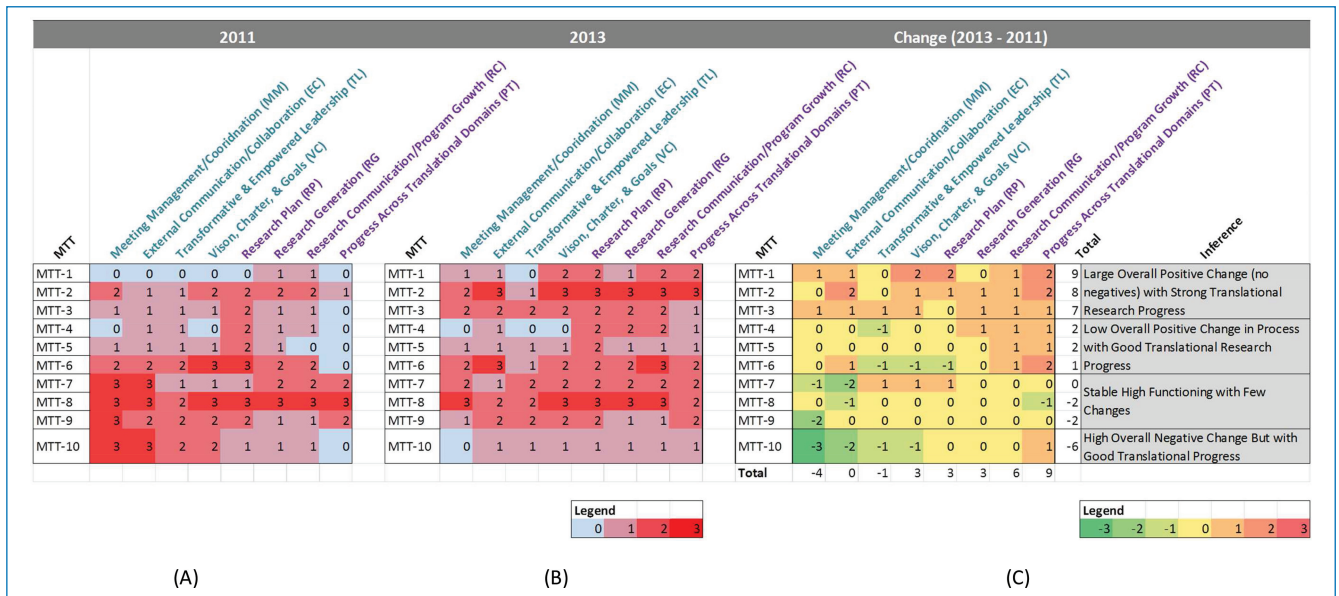 2011 2013 Change (2013 - 2011)
MTT Meeting Management/Cooridnation (MM) External Communication/Collaboration (EC) Transformative & Empowered Leadership (TL) Vison, Charter, & Goals (VC) Research Plan (RP) Research Generation (RG Research Communication/Program Growth (RC) Progress Across Translational Domains (PT)
MTT Meeting Management/Cooridnation (MM) External Communication/Collaboration (EC) Transformative & Empowered Leadership (TL) Vison, Charter, & Goals (VC) Research Plan (RP) Research Generation (RG Research Communication/Program Growth (RC) Progress Across Translational Domains (PT)
MTT Meeting Management/Cooridnation (MM) External Communication/Collaboration (EC) Transformative & Empowered Leadership (TL) Vison, Charter, & Goals (VC) Research Plan (RP) Research Generation (RG Research Communication/Program Growth (RC) Progress Across Translational Domains (PT) Total Inference
MTT-1 0 0 0 0 0 1 1 0 MTT-1 1 1 0 2 2 1 2 2 MTT-1 1 1 0 2 2 0 1 2 9 Large Overall Positive Change (no
MTT-2 2 1 1 2 2 2 2 1 MTT-2 2 3 1 3 3 3 3 3 MTT-2 0 2 0 1 1 1 1 2 8 negatives) with Strong Translational
MTT-3 1 1 1 1 2 1 1 0 MTT-3 2 2 2 2 2 2 2 1 MTT-3 1 1 1 1 0 1 1 1 7 Research Progress
MTT-4 0 1 1 0 2 1 1 0 MTT-4 0 1 0 0 2 2 2 1 MTT-4 0 0 -1 0 0 1 1 1 2 Low Overall Positive Change in Process
MTT-5 1 1 1 1 2 1 0 0 MTT-5 1 1 1 1 2 1 1 1 MTT-5 0 0 0 0 0 0 1 1 2 with Good Translational Research
MTT-6 2 2 2 3 3 2 2 0 MTT-6 2 3 1 2 2 2 2 2 MTT-6 0 1 -1 -1 -1 0 1 2 1 Progress
MTT-7 3 3 1 1 1 2 2 2 MTT-7 2 1 2 2 2 2 2 2 MTT-7 -1 -2 1 1 1 0 0 0 0 Stable High Functioning with Few
MTT-8 3 3 2 3 3 3 3 3 MTT-8 3 2 2 3 3 3 3 2 MTT-8 0 -1 0 0 0 0 0 -1 -2 Changes
MTT-9 3 2 2 2 2 1 1 2 MTT-9 1 2 2 2 2 1 1 2 MTT-9 -2 0 0 0 0 0 0 0 -2
MTT-10 3 3 2 2 1 1 1 0 MTT-10 0 1 1 1 1 1 1 1 MTT-10 -3 -2 -1 -1 0 0 0 1 -6 High Overall Negative Change But with
Good Translational Progress
Total -4 0 -1 3 3 3 6 9
Legend
0 1 2 3
Legend
-3 -2 -1 0 1 2 3
(A) (B) (C)